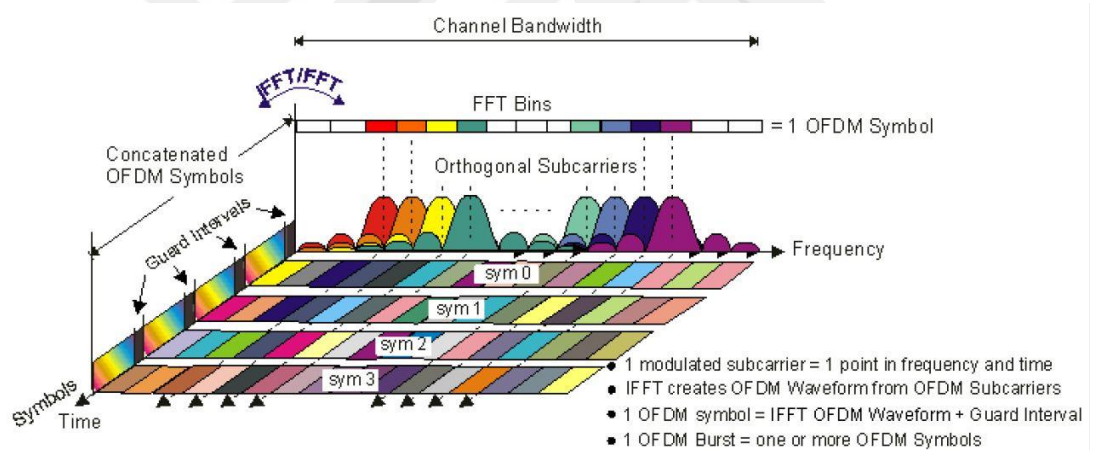 Channel Bandwidth
IFFT/FFT
FFT Bins
= 1 OFDM Symbol
Concatenated
OFDM Symbols
Orthogonal Subcarriers
Guard Intervals
Frequency
sym 0
sym 1
sym 2
sym 3
Symbols
Time
● 1 modulated subcarrier = 1 point in frequency and time
● IFFT creates OFDM Waveform from OFDM Subcarriers
● 1 OFDM symbol = IFFT OFDM Waveform + Guard Interval
● 1 OFDM Burst = one or more OFDM Symbols